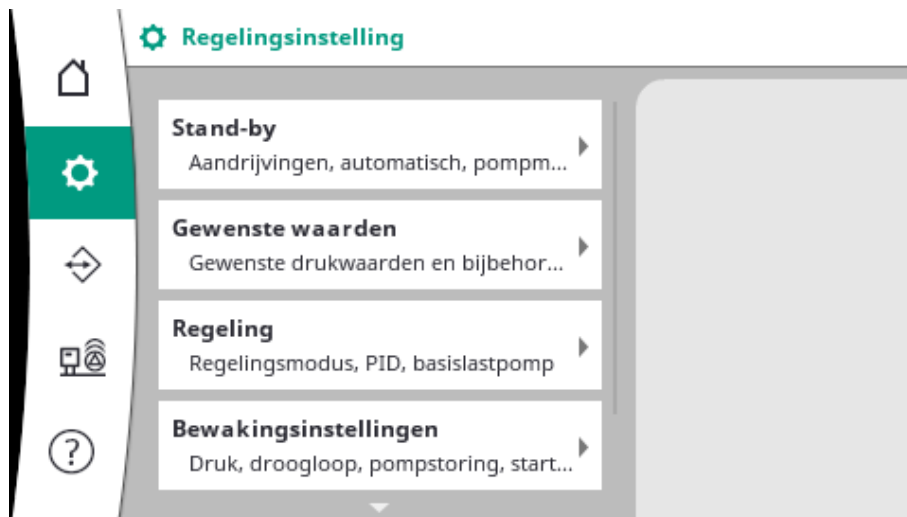 Regelingsinstelling
Stand-by
Aandrijvingen, automatisch, pompm...
Gewenste waarden
Gewenste drukwaarden en bijbehor...
Regeling
Regelingsmodus, PID, basislastpomp
Bewakingsinstellingen
Druk, droogloop, pompstoring, start...
?